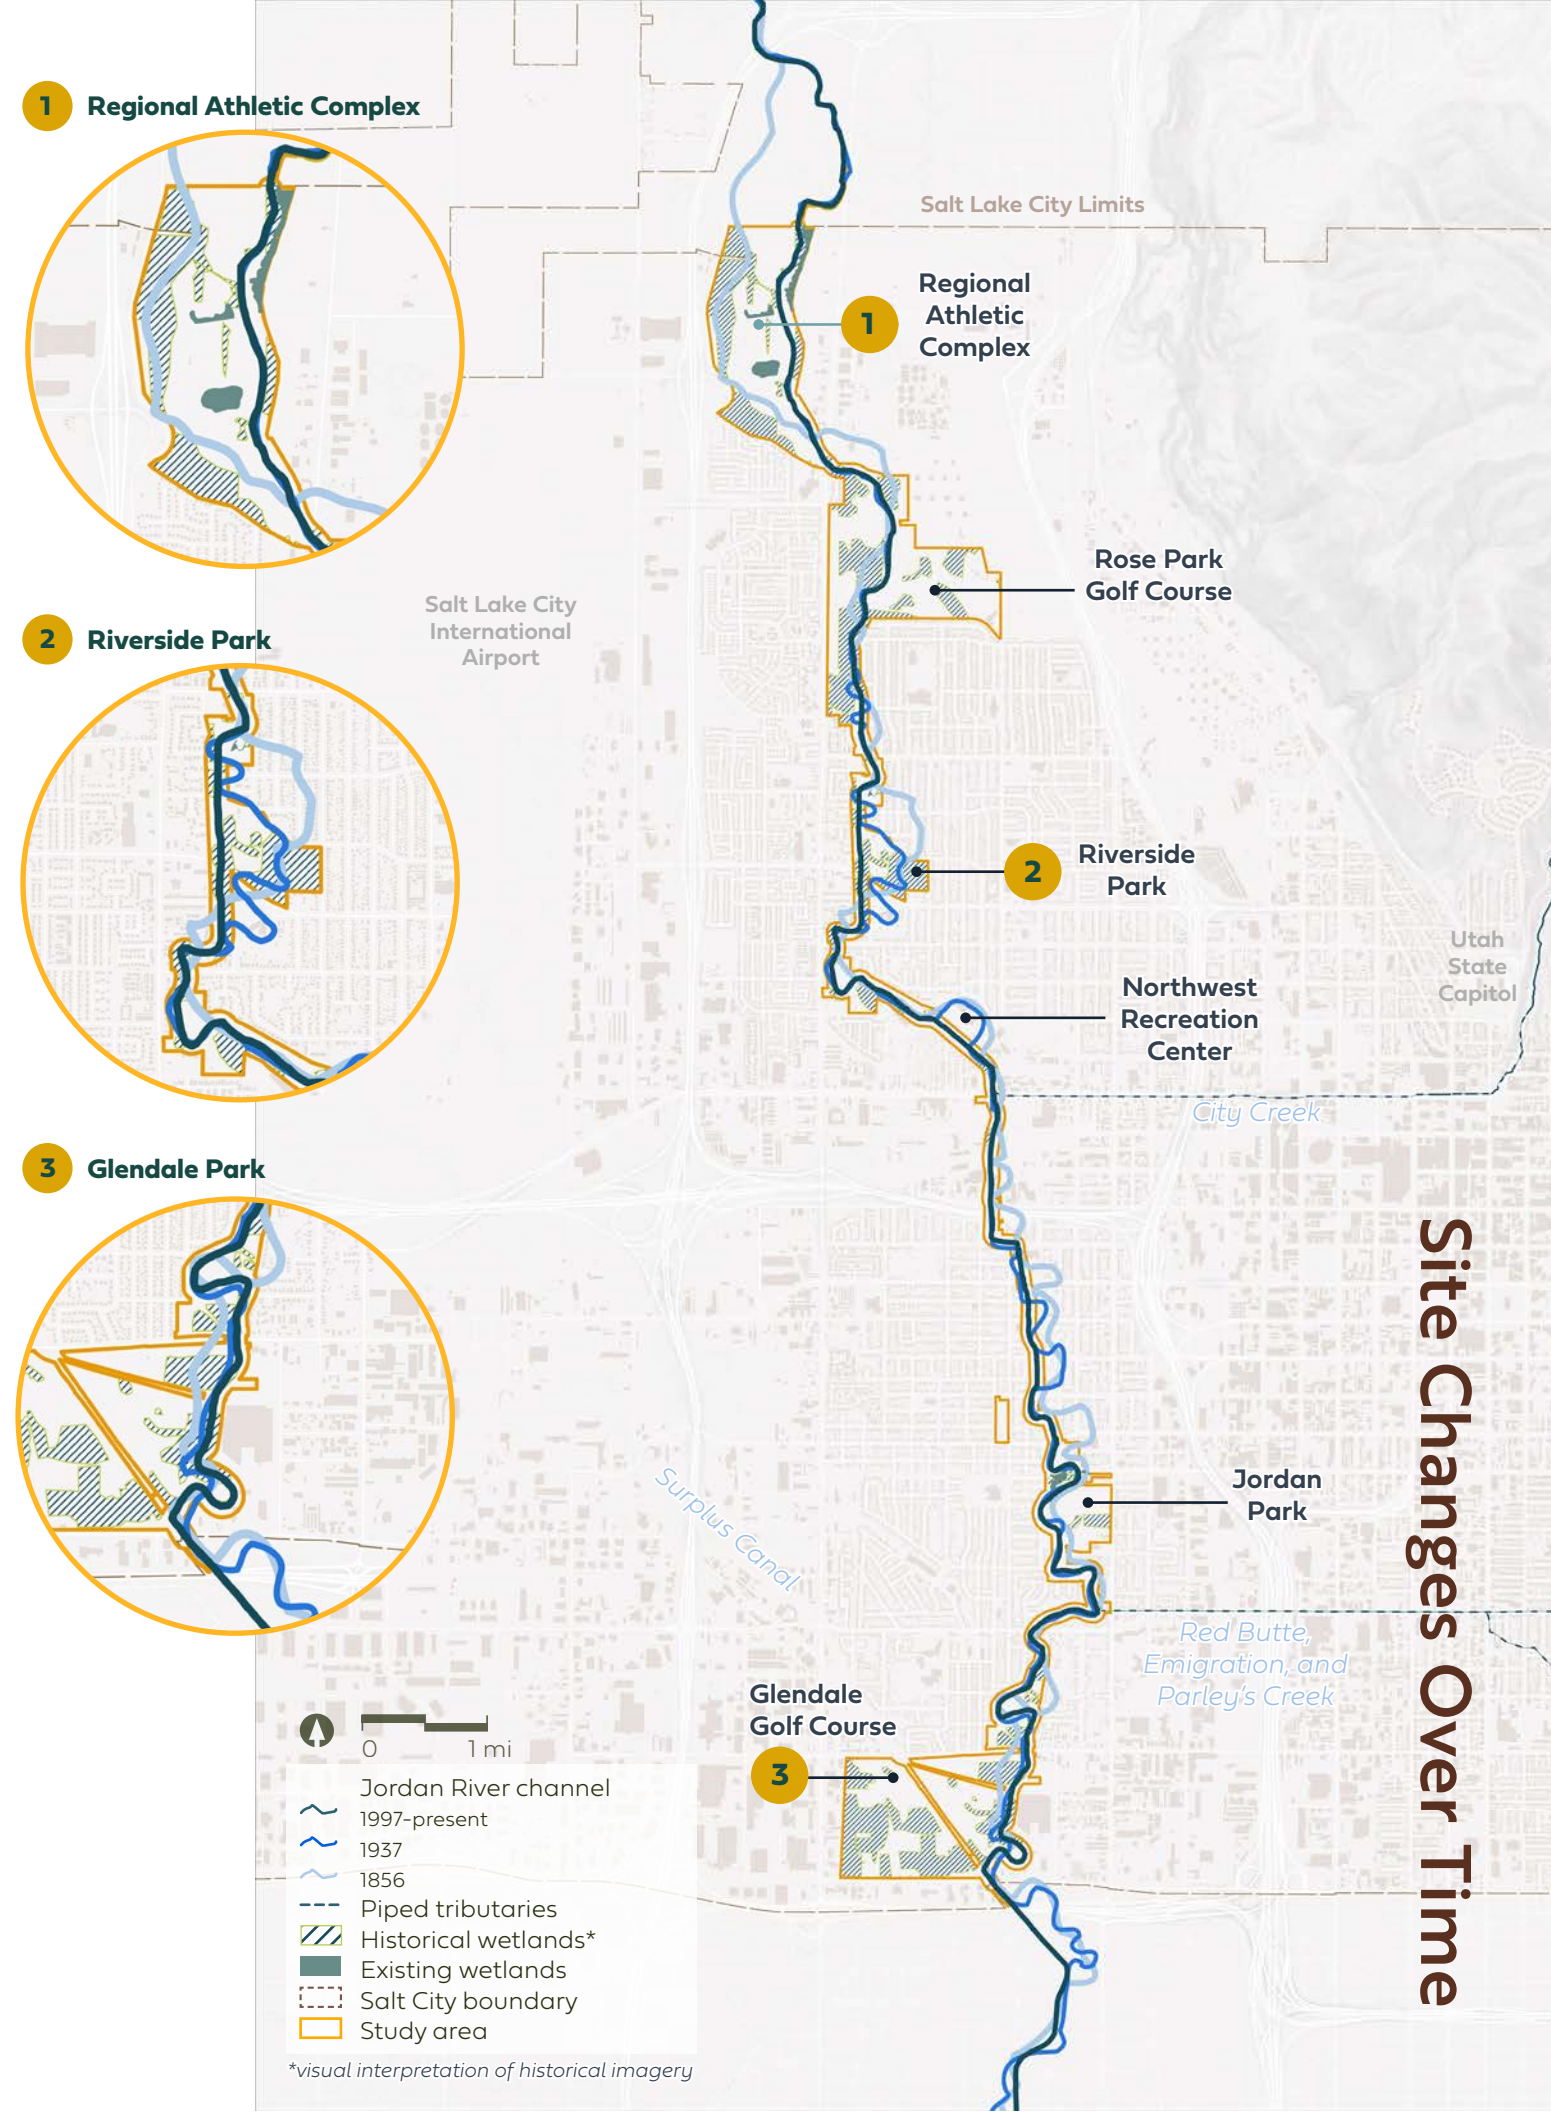 1
Regional Athletic Complex
Salt Lake City Limits
1
Regional
Athletic
Complex
Rose Park
Golf Course
Salt Lake City
International
Airport
2
Riverside Park
2
Riverside
Park
Utah
State
Capitol
Northwest
Recreation
Center
City Creek
3
Glendale Park
Site Changes Over Time
Surplus Canal
Jordan
Park
Red Butte,
Emigration, and
Parley's Creek
Glendale
Golf Course
3
0 1 mi
Jordan River channel
1997-present
1937
1856
Piped tributaries
Historical wetlands*
Existing wetlands
Salt City boundary
Study area
*visual interpretation of historical imagery